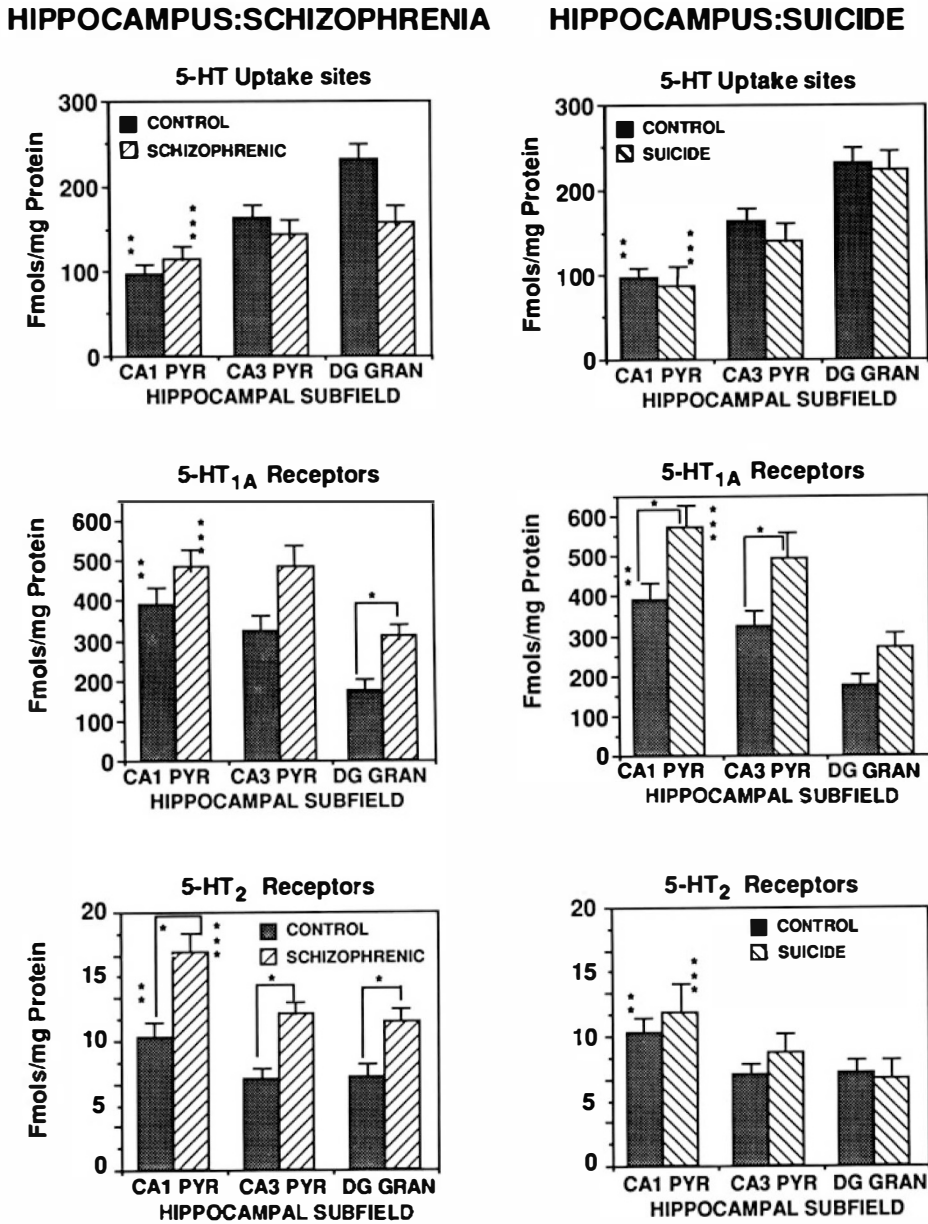 HIPPOCAMPUS:SCHIZOPHRENIA
HIPPOCAMPUS:SUICIDE
5-HT Uptake sites
Fmols/mg Protein
300
200
100
0
CONTROL
SCHIZOPHRENIC
**
***
CA1 PYR CA3 PYR DG GRAN
HIPPOCAMPAL SUBFIELD
5-HT Uptake sites
Fmols/mg Protein
300
200
100
0
CONTROL
SUICIDE
**
***
CA1 PYR CA3 PYR DG GRAN
HIPPOCAMPAL SUBFIELD
5-HT1A Receptors
Fmols/mg Protein
600
500
400
300
200
100
0
**
***
*
CA1 PYR CA3 PYR DG GRAN
HIPPOCAMPAL SUBFIELD
5-HT1A Receptors
Fmols/mg Protein
600
500
400
300
200
100
0
**
*
***
*
CA1 PYR CA3 PYR DG GRAN
HIPPOCAMPAL SUBFIELD
5-HT2 Receptors
Fmols/mg Protein
20
15
10
5
0
CONTROL
SCHIZOPHRENIC
**
*
***
*
*
CA1 PYR CA3 PYR DG GRAN
HIPPOCAMPAL SUBFIELD
5-HT2 Receptors
20
15
10
5
0
CONTROL
SUICIDE
**
***
CA1 PYR CA3 PYR DG GRAN
HIPPOCAMPAL SUBFIELD